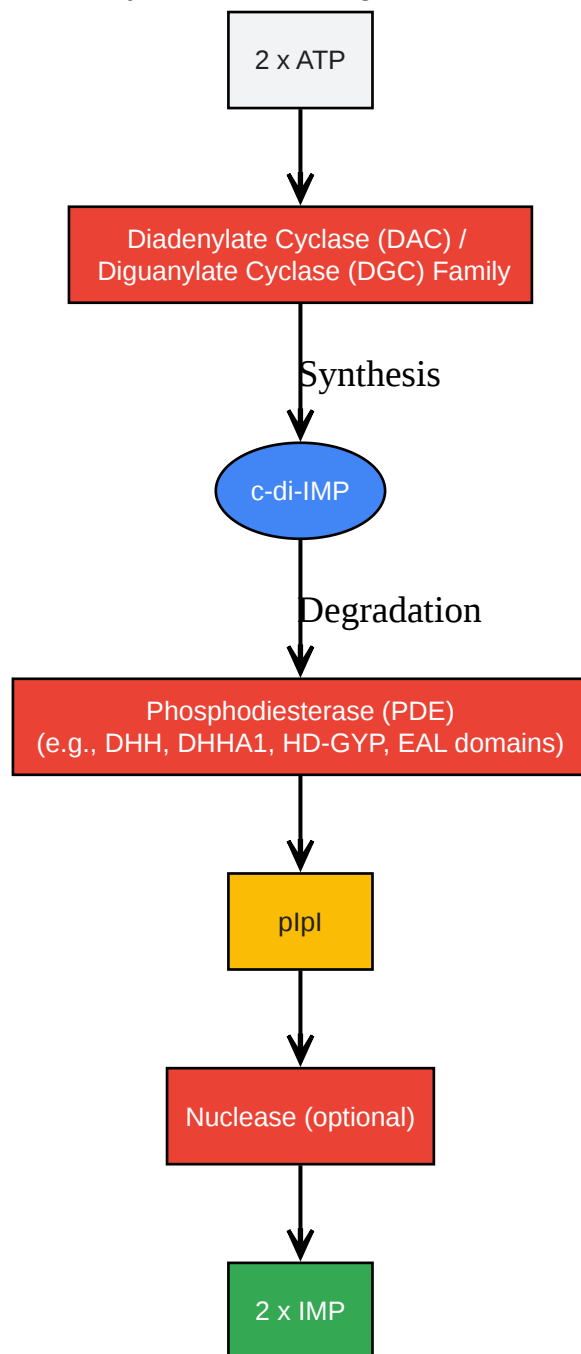 2 x ATP
Diadenylate Cyclase (DAC) /
Diguanylate Cyclase (DGC) Family
Synthesis
c-di-IMP
Degradation
Phosphodiesterase (PDE)
(e.g., DHH, DHHA1, HD-GYP, EAL domains)
pIpI
Nuclease (optional)
2 x IMP